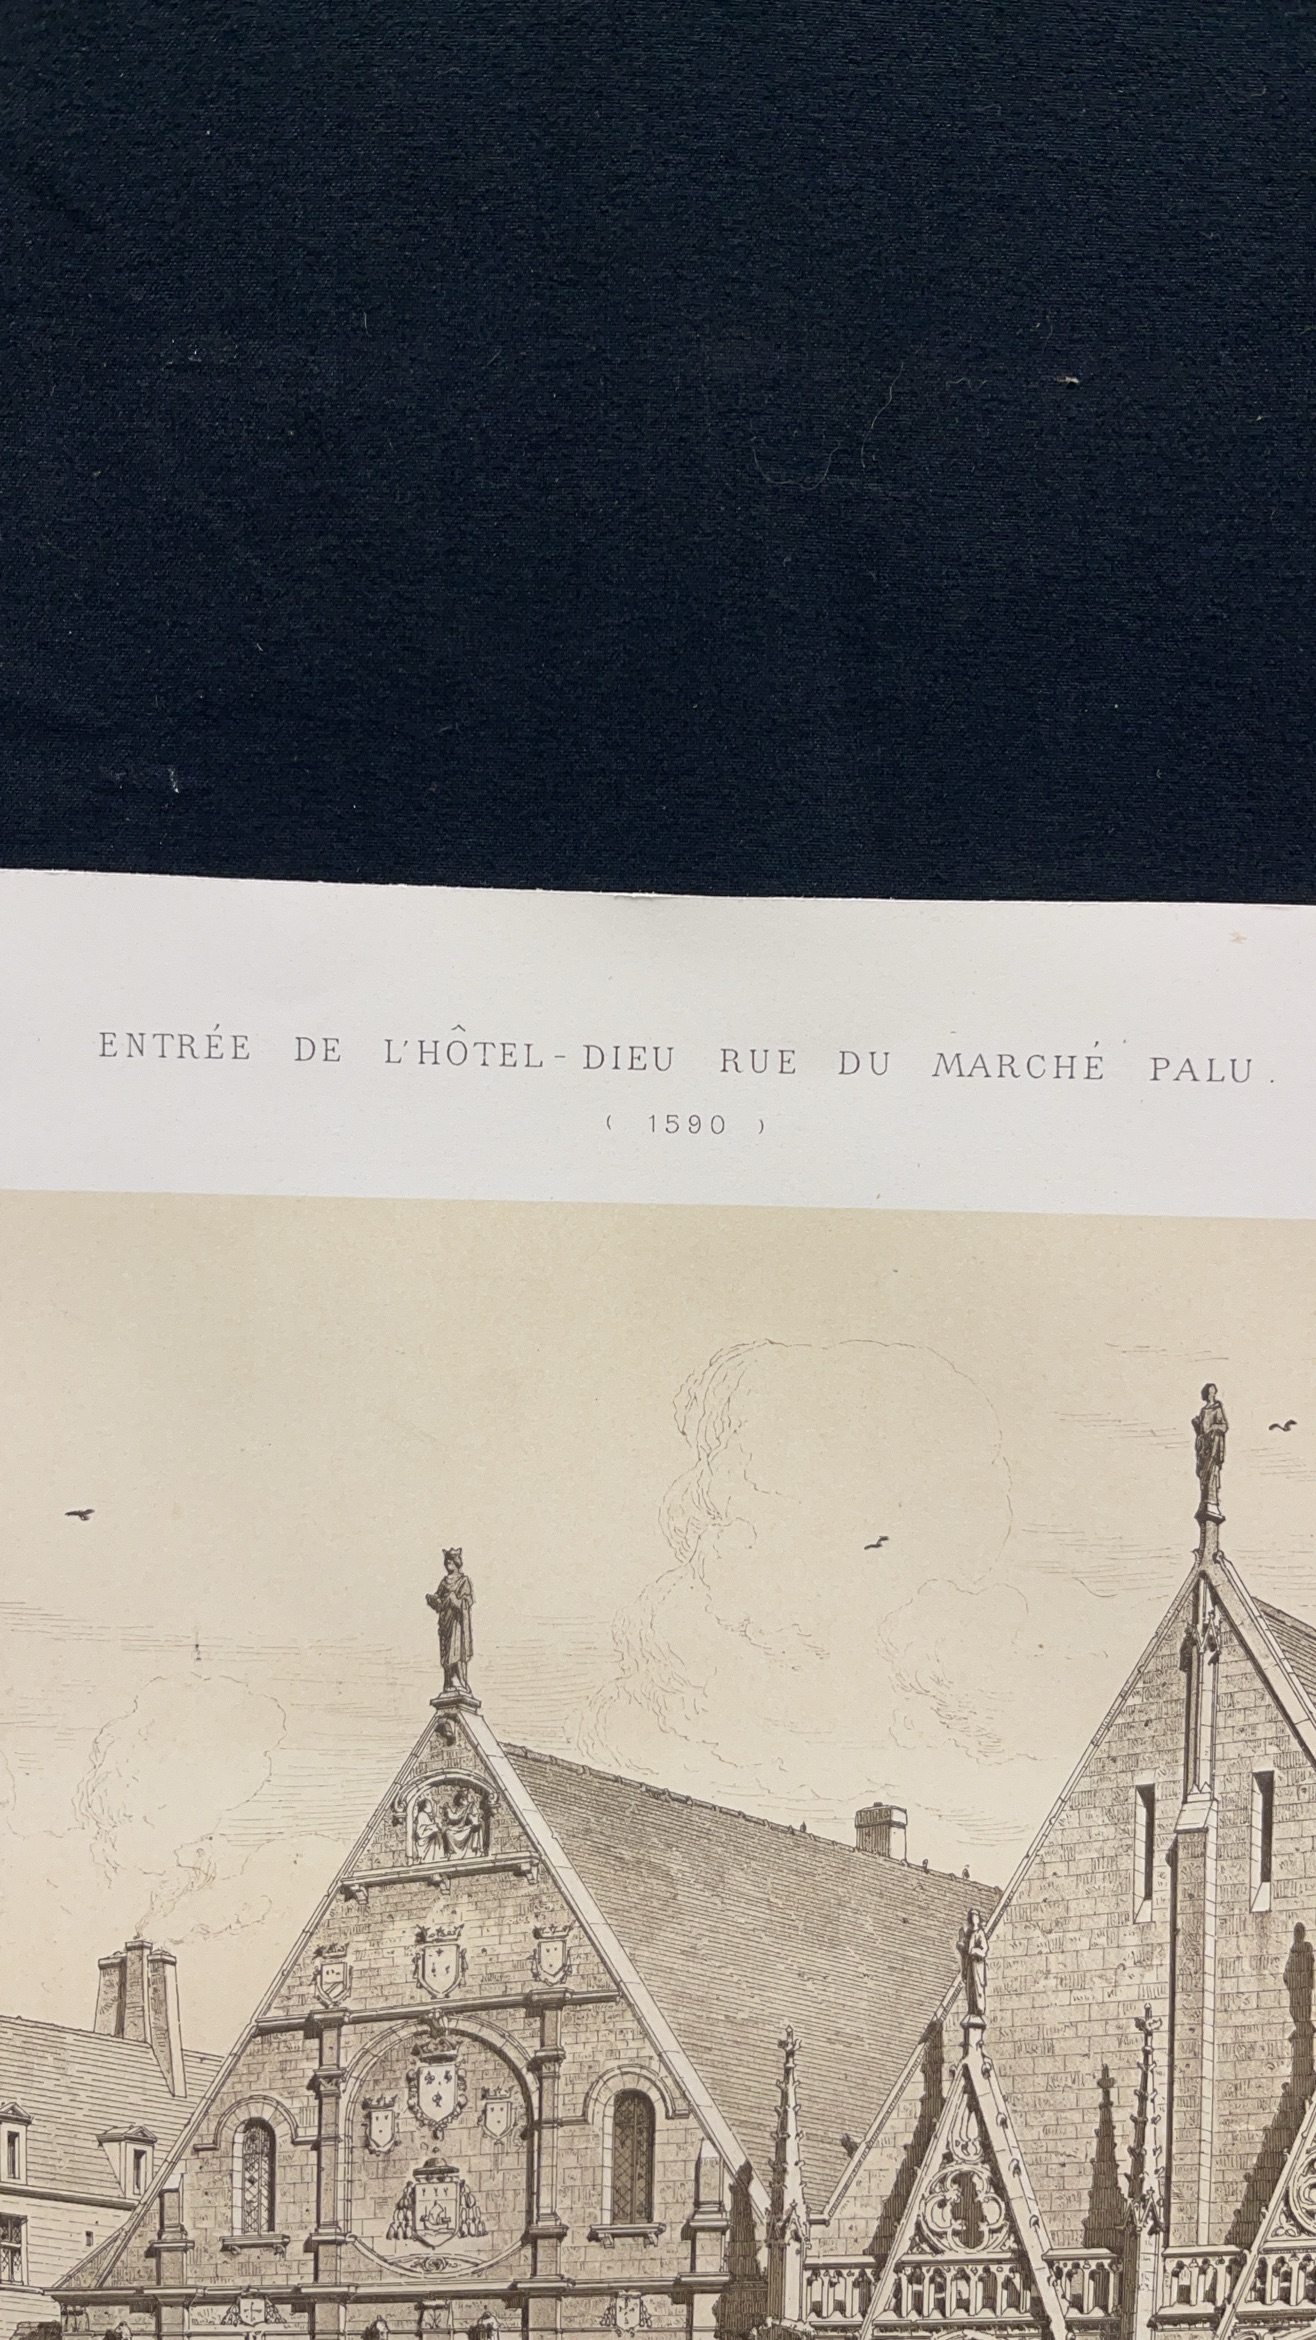 ENTRÉE DE L'HÔTEL-DIEU RUE DU MARCHÉ PALU.
( 1590 )